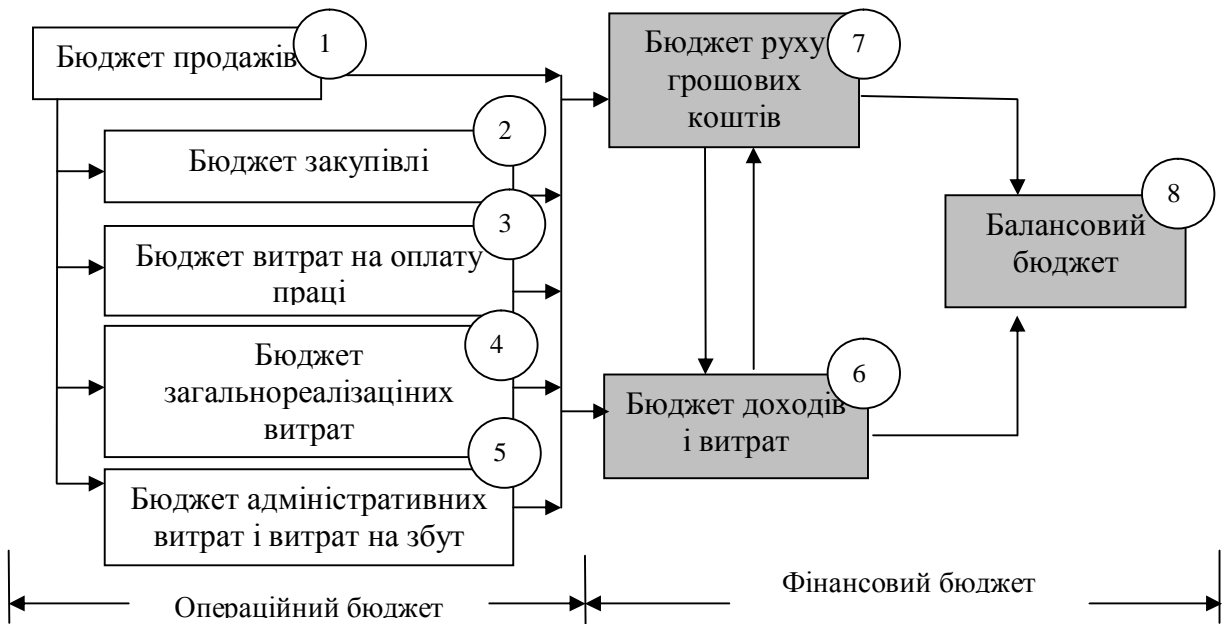 1
Бюджет продажів
2
Бюджет закупівлі
3
Бюджет витрат на оплату
праці
4
Бюджет
загальнореалізаціних
витрат
5
Бюджет адміністративних
витрат і витрат на збут
7
Бюджет руху
грошових
коштів
8
Балансовий
бюджет
6
Бюджет доходів
і витрат
Операційний бюджет
Фінансовий бюджет